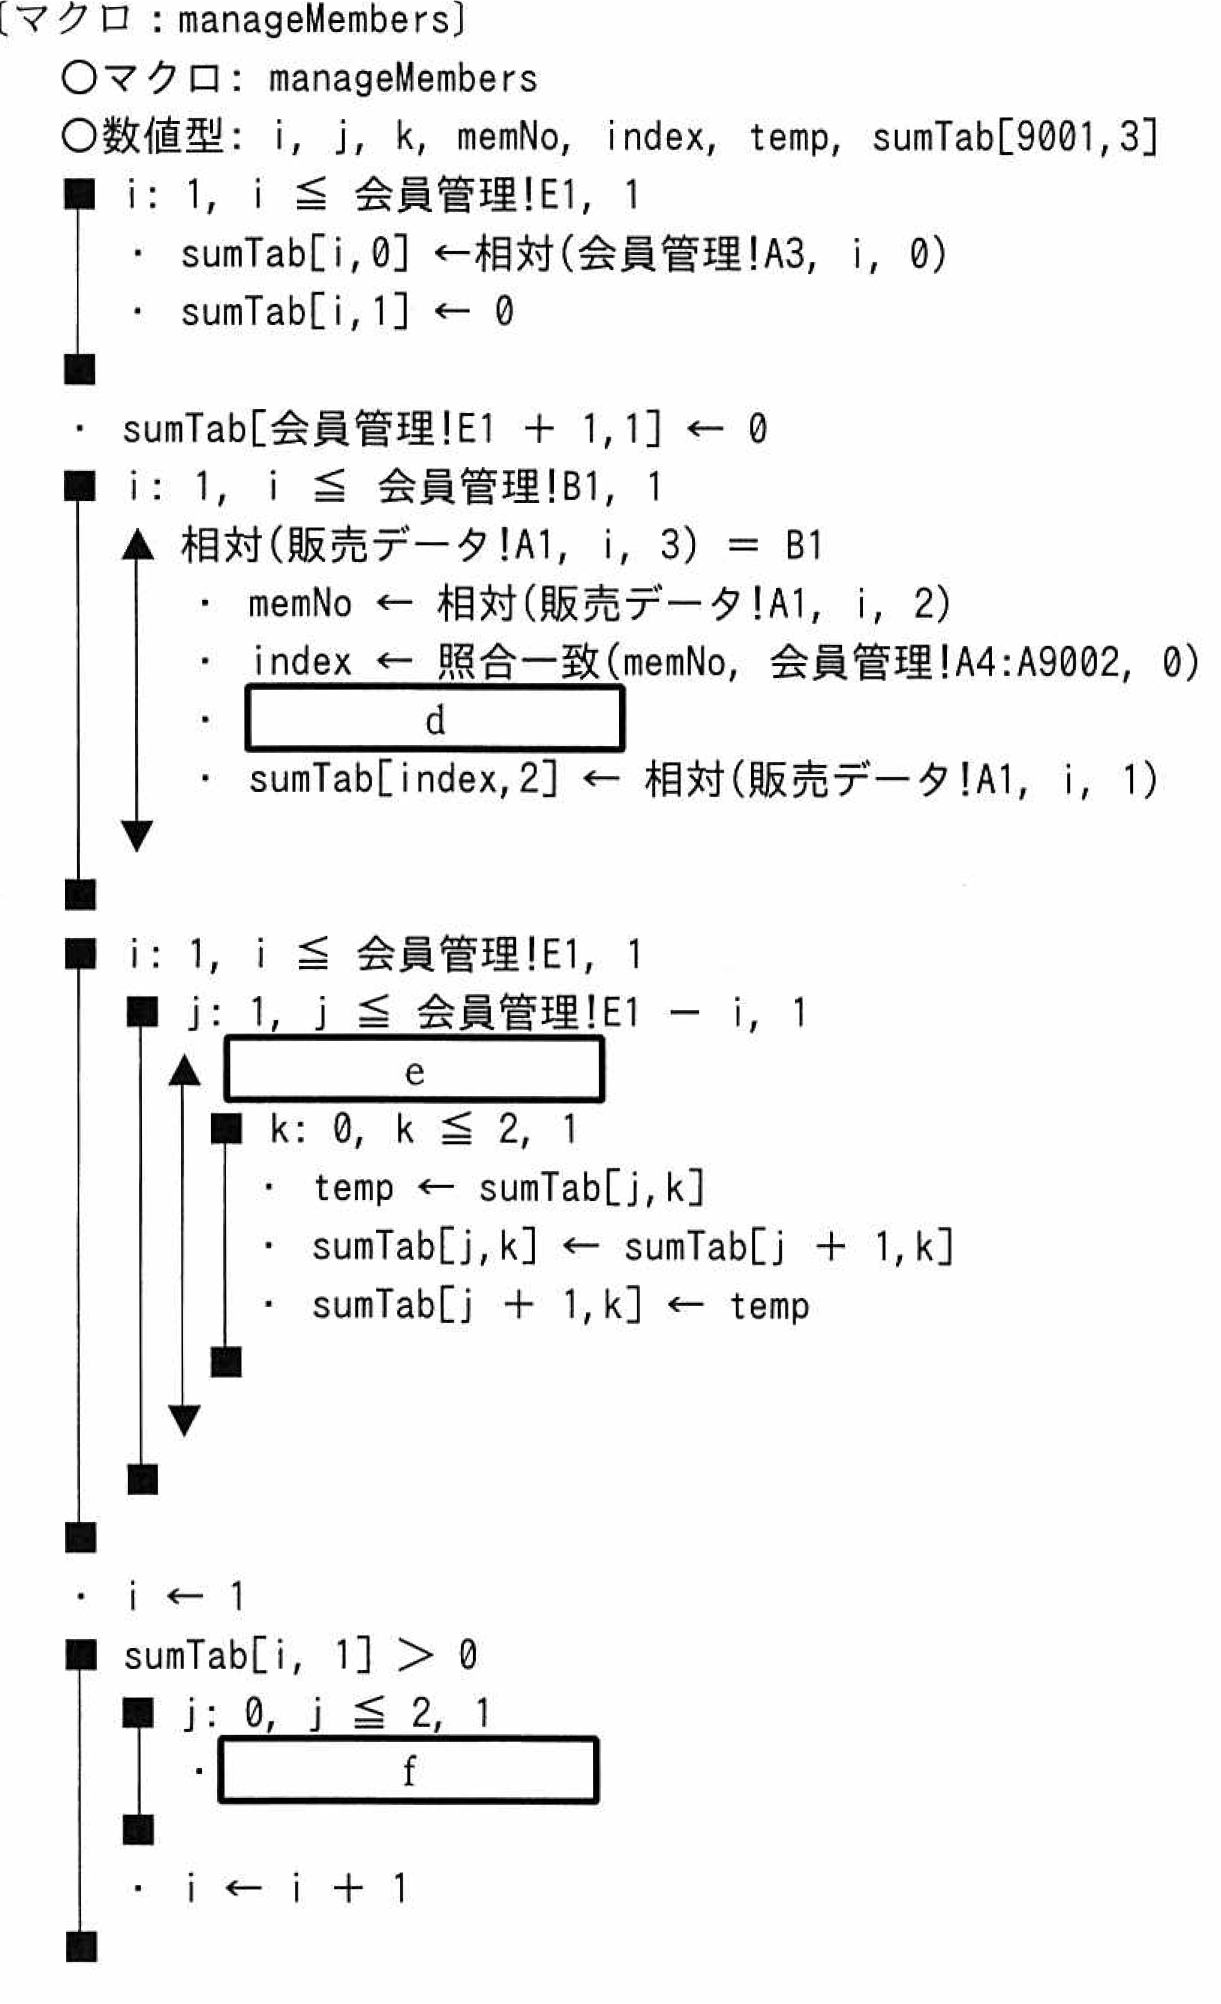 〔マクロ：manageMembers〕
〇マクロ: manageMembers
〇数値型: i, j, k, memNo, index, temp, sumTab[9001,3]
■ i: 1, i ≦ 会員管理!E1, 1
・ sumTab[i,0] ←相対(会員管理!A3, i, 0)
・ sumTab[i,1] ← 0
■
・ sumTab[会員管理!E1 + 1,1] ← 0
■ i: 1, i ≦ 会員管理!B1, 1
▲ 相対(販売データ!A1, i, 3) = B1
・ memNo ← 相対(販売データ!A1, i, 2)
・ index ← 照合一致(memNo, 会員管理!A4:A9002, 0)
・ d
・ sumTab[index,2] ← 相対(販売データ!A1, i, 1)
▼
■
■ i: 1, i ≦ 会員管理!E1, 1
■ j: 1, j ≦ 会員管理!E1 － i, 1
▲ e
■ k: 0, k ≦ 2, 1
・ temp ← sumTab[j,k]
・ sumTab[j,k] ← sumTab[j + 1,k]
・ sumTab[j + 1,k] ← temp
■
▼
■
■
・ i ← 1
■ sumTab[i, 1] ＞ 0
■ j: 0, j ≦ 2, 1
・ f
■
・ i ← i + 1
■